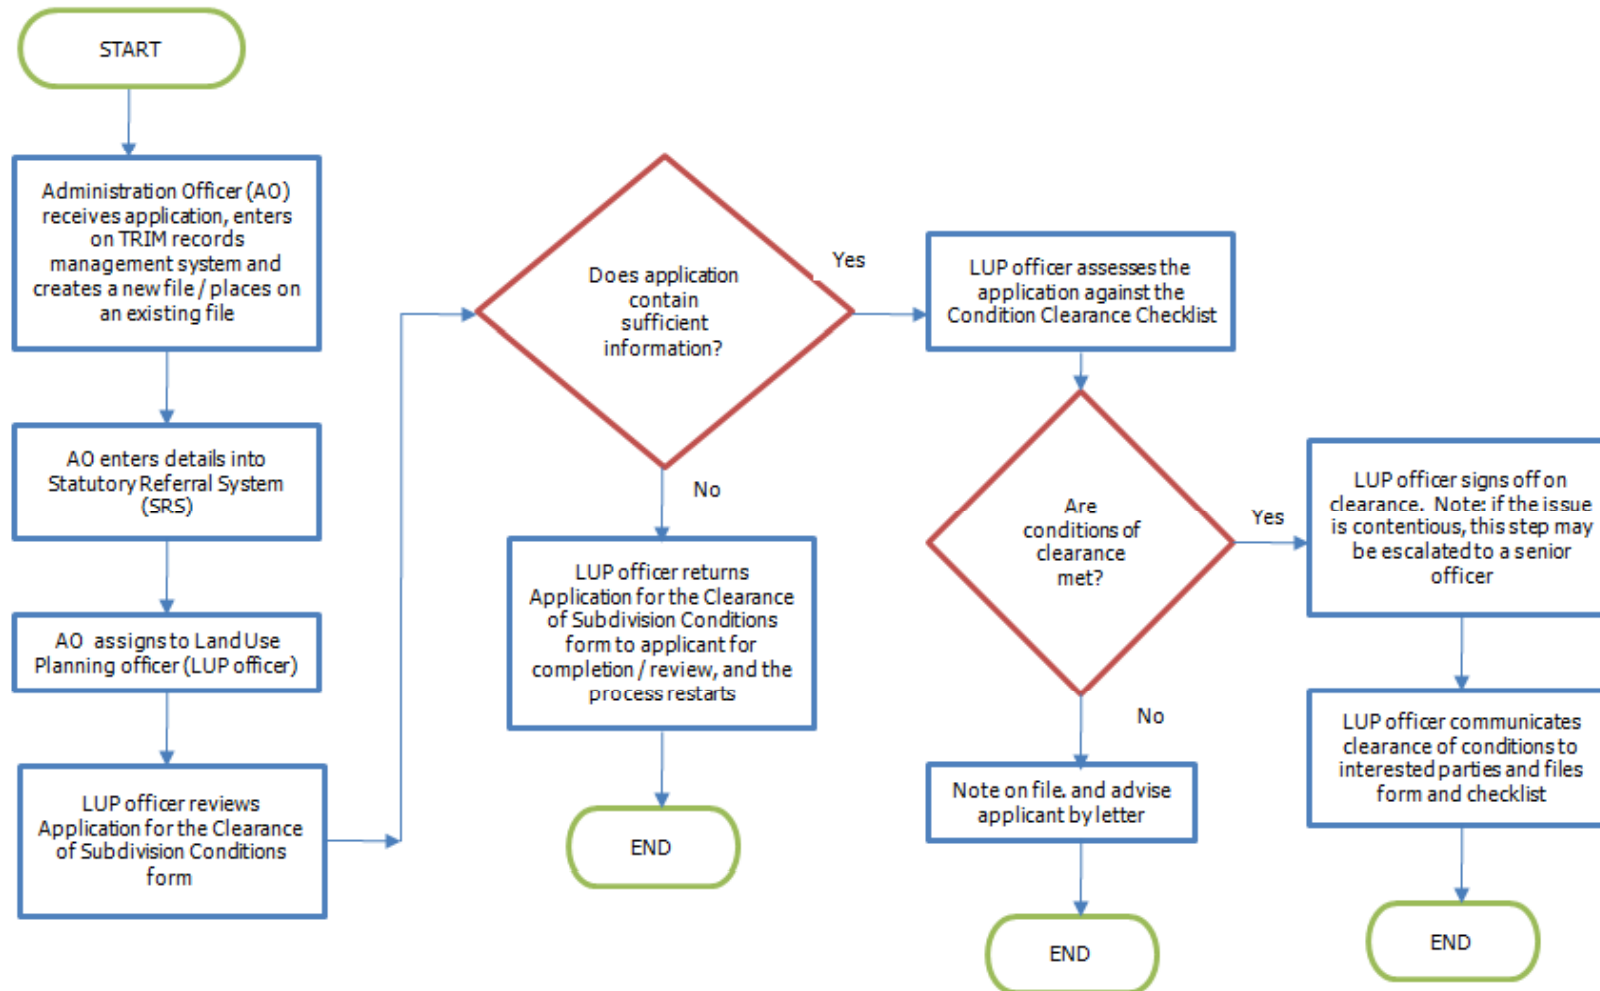 START
Administration Officer (AO)
receives application, enters
on TRIM records
management system and
creates a new file / places on
an existing file
AO enters details into
Statutory Referral System
(SRS)
AO assigns to Land Use
Planning officer (LUP officer)
LUP officer reviews
Application for the Clearance
of Subdivision Conditions
form
Does application
contain
sufficient
information?
Yes
No
LUP officer returns
Application for the Clearance
of Subdivision Conditions
form to applicant for
completion / review, and the
process restarts
END
LUP officer assesses the
application against the
Condition Clearance Checklist
Are
conditions of
clearance
met?
Yes
No
Note on file. and advise
applicant by letter
END
LUP officer signs off on
clearance. Note: if the issue
is contentious, this step may
be escalated to a senior
officer
LUP officer communicates
clearance of conditions to
interested parties and files
form and checklist
END